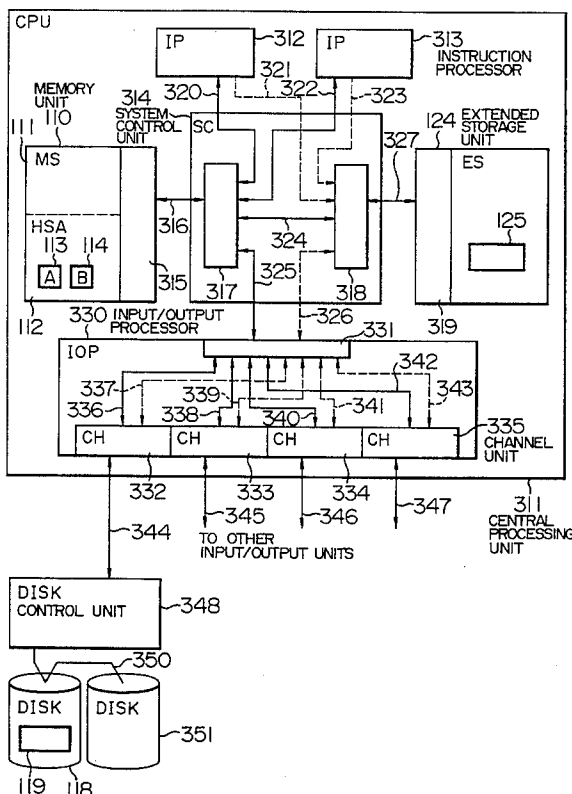 CPU
IP
312
IP
313
INSTRUCTION
PROCESSOR
321
320
322
323
MEMORY
UNIT
110
111
314
SYSTEM
CONTROL
UNIT
SC
EXTENDED
STORAGE
UNIT
124
327
MS
ES
316
324
125
HSA
113
114
A
B
315
317
325
318
112
319
326
330
INPUT/OUTPUT
PROCESSOR
IOP
331
337
339
342
343
336
338
340
341
335
CH
CH
CH
CH
CHANNEL
UNIT
332
333
334
311
CENTRAL
PROCESSING
UNIT
344
345
346
347
TO OTHER
INPUT/OUTPUT UNITS
DISK
CONTROL UNIT
348
350
DISK
DISK
351
119
118